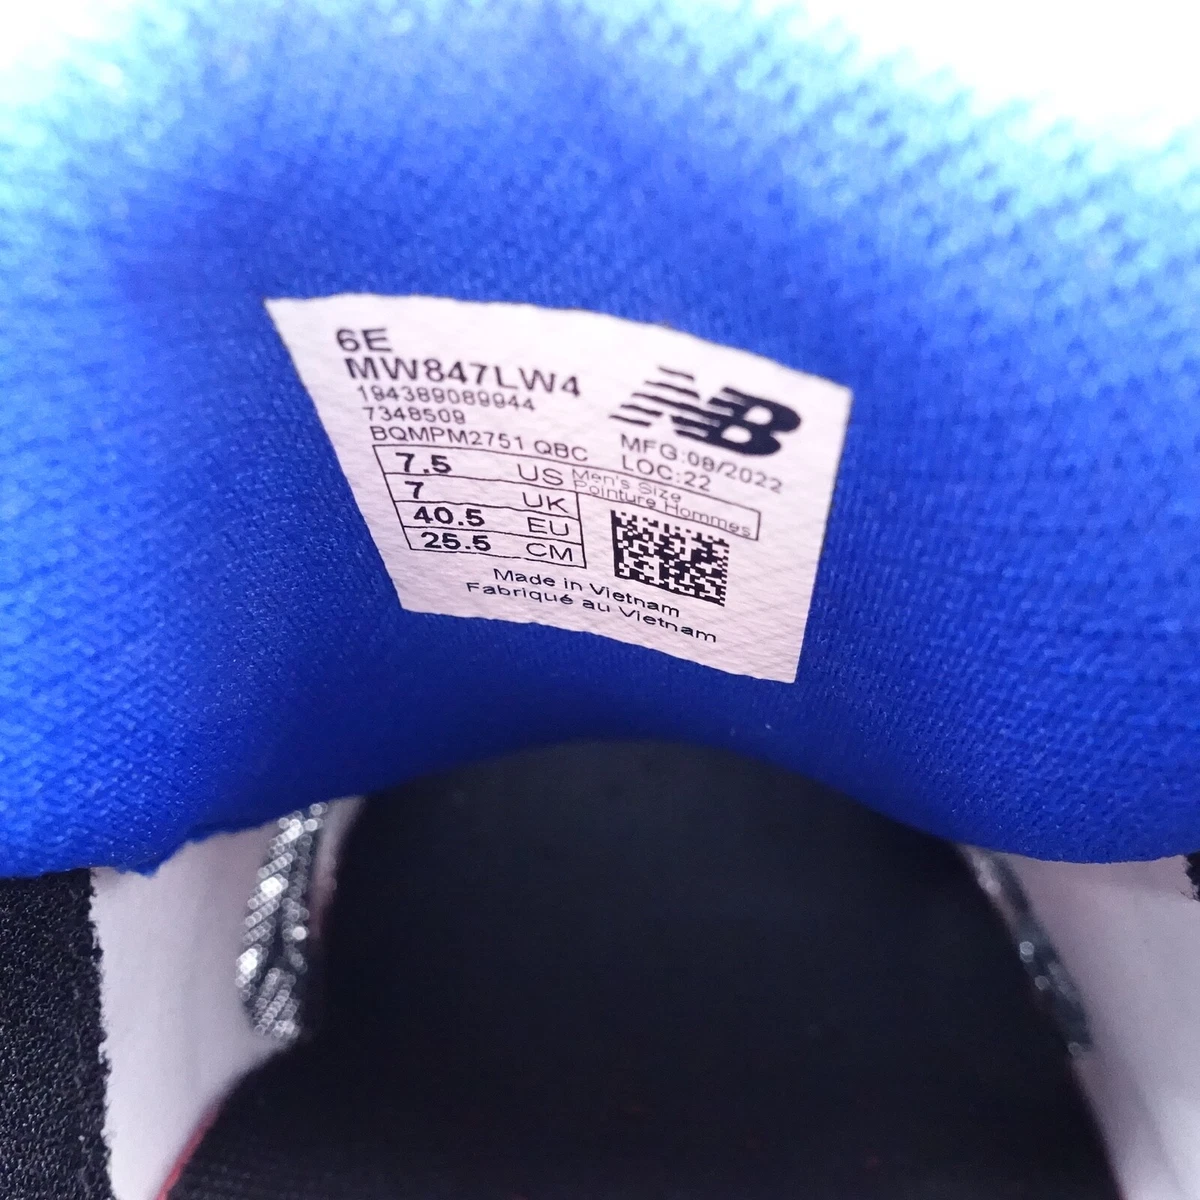 6E
MW847LW4
194389089944
7348509
BQMPM2751 QBC
NB
MFG:08/2022
LOC:22
7.5 US Men's Size
Pointure Hommes
7 UK
40.5 EU
25.5 CM
Made in Vietnam
Fabriqué au Vietnam